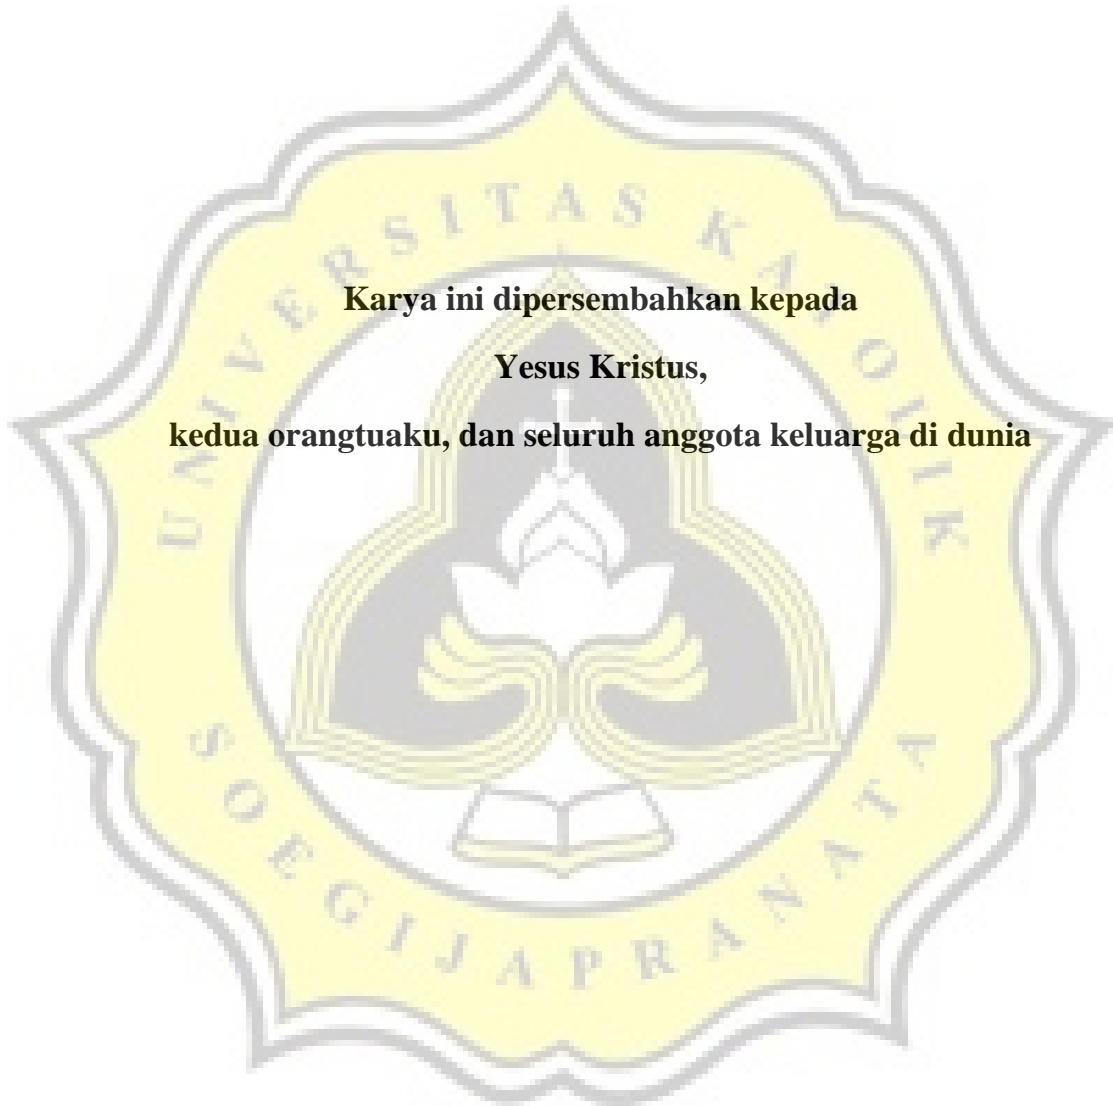 UNIVERSITAS KATOLIK
Karya ini dipersembahkan kepada
Yesus Kristus,
kedua orangtuaku, dan seluruh anggota keluarga di dunia
SOEGIJAPRANATA